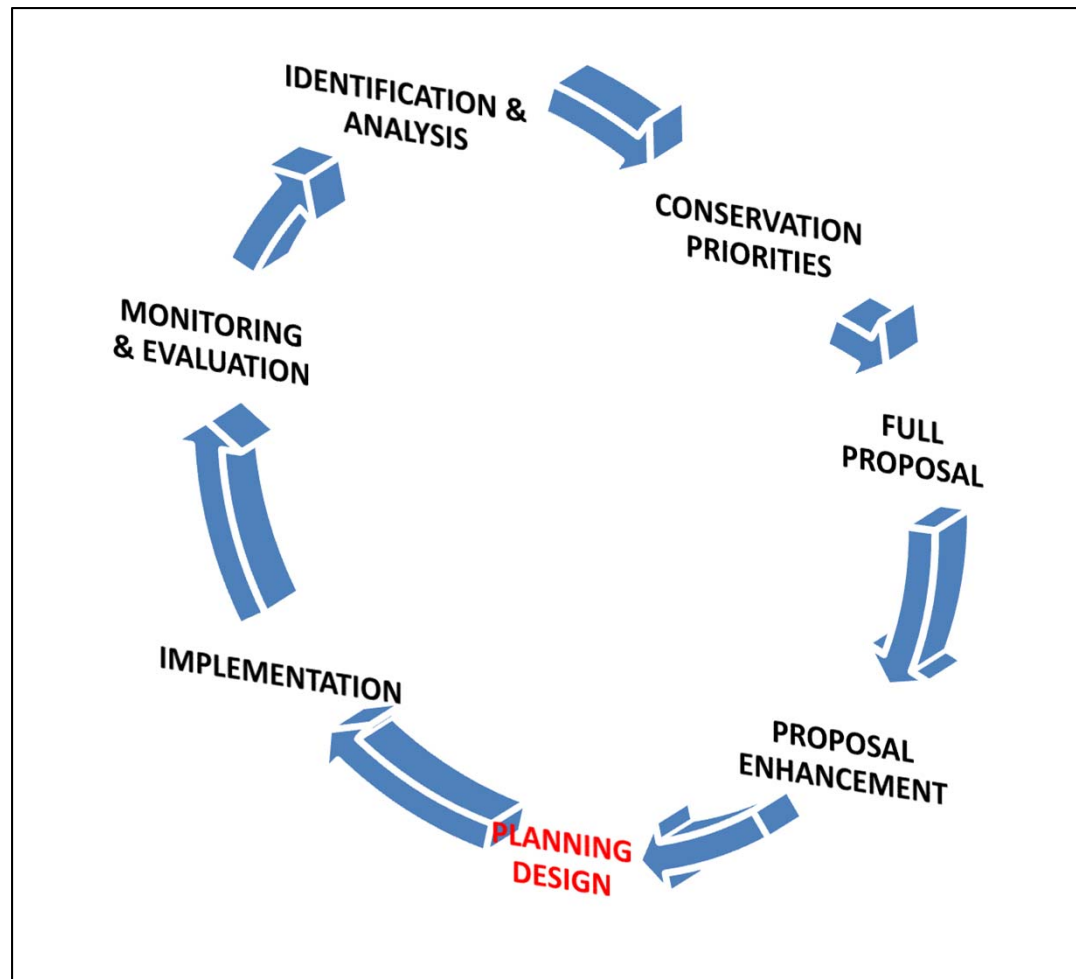 IDENTIFICATION &
ANALYSIS
CONSERVATION
PRIORITIES
FULL
PROPOSAL
PROPOSAL
ENHANCEMENT
PLANNING
DESIGN
IMPLEMENTATION
MONITORING
& EVALUATION